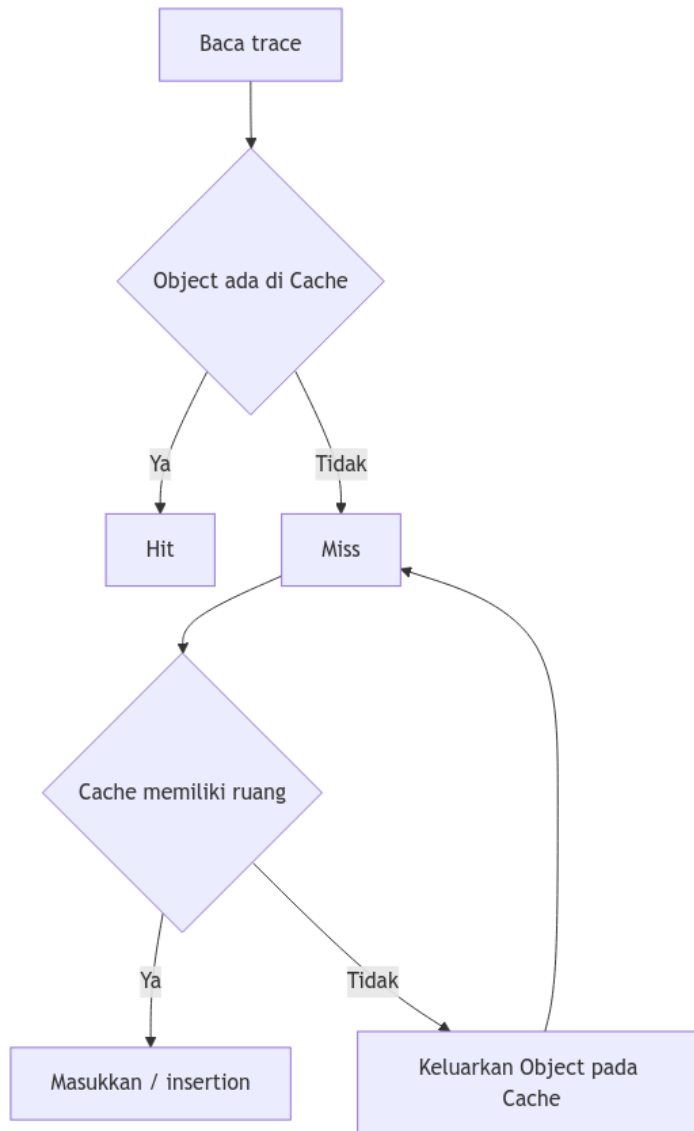 Baca trace
Object ada di Cache
Ya
Tidak
Hit
Miss
Cache memiliki ruang
Ya
Tidak
Masukkan / insertion
Keluarkan Object pada
Cache